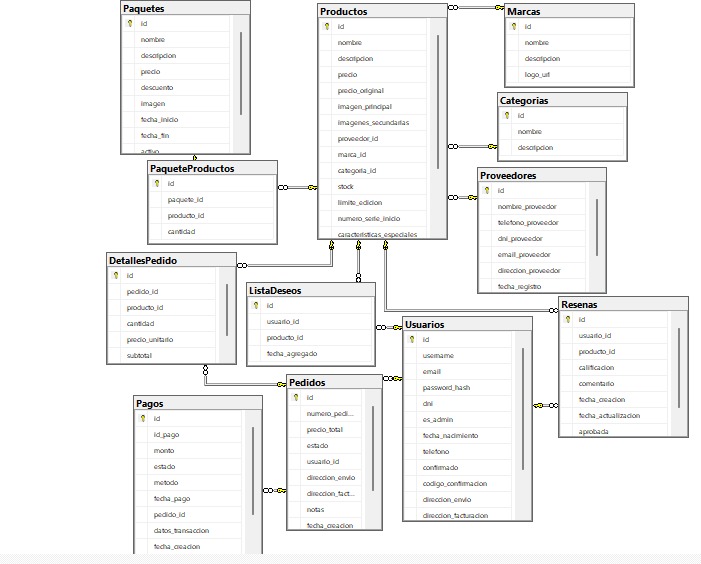 Paquetes
id
nombre
descripcion
precio
descuento
imagen
fecha_inicio
fecha_fin
activo
Productos
id
nombre
descripcion
precio
precio_original
imagen_principal
imagenes_secundarias
proveedor_id
marca_id
categoria_id
stock
limite_edicion
numero_serie_inicio
caracteristicas_especiales
Marcas
id
nombre
descripcion
logo_url
Categorias
id
nombre
descripcion
PaqueteProductos
id
paquete_id
producto_id
cantidad
Proveedores
id
nombre_proveedor
telefono_proveedor
dni_proveedor
email_proveedor
direccion_proveedor
fecha_registro
DetallesPedido
id
pedido_id
producto_id
cantidad
precio_unitario
subtotal
ListaDeseos
id
usuario_id
producto_id
fecha_agregado
Resenas
id
usuario_id
producto_id
calificacion
comentario
fecha_creacion
fecha_actualizacion
aprobada
Usuarios
id
username
email
password_hash
dni
es_admin
fecha_nacimiento
telefono
confirmado
codigo_confirmacion
direccion_envio
direccion_facturacion
Pedidos
id
numero_pedi...
precio_total
estado
usuario_id
direccion_envio
direccion_fact...
notas
fecha_creacion
Pagos
id
id_pago
monto
estado
metodo
fecha_pago
pedido_id
datos_transaccion
fecha_creacion